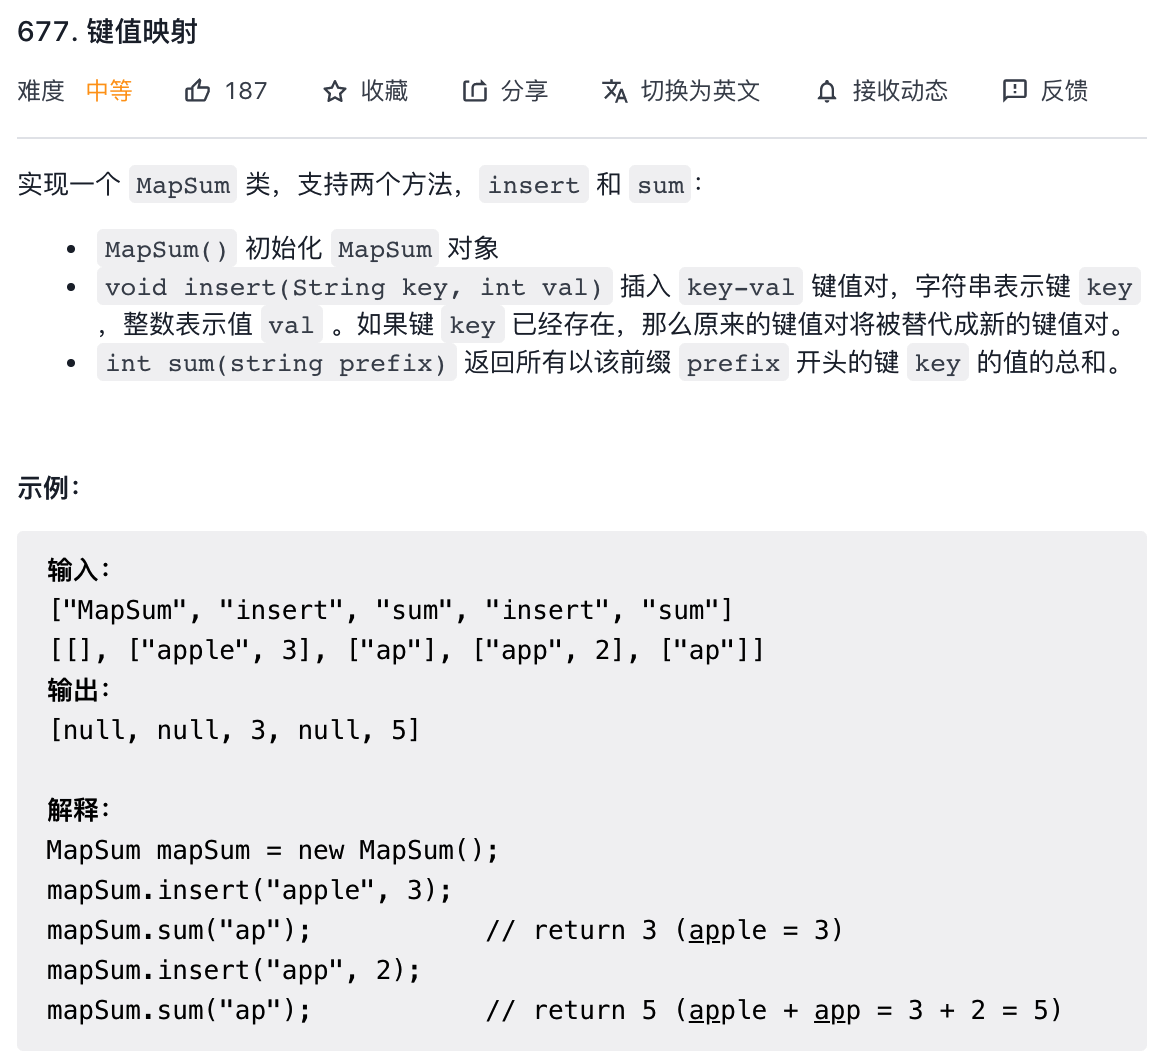 677. 键值映射
难度 中等 187 收藏 分享 切换为英文 接收动态 反馈
实现一个 MapSum 类，支持两个方法，insert 和 sum：
• MapSum() 初始化 MapSum 对象
• void insert(String key, int val) 插入 key-val 键值对，字符串表示键 key
，整数表示值 val 。如果键 key 已经存在，那么原来的键值对将被替代成新的键值对。
• int sum(string prefix) 返回所有以该前缀 prefix 开头的键 key 的值的总和。
示例：
输入：
["MapSum", "insert", "sum", "insert", "sum"]
[[], ["apple", 3], ["ap"], ["app", 2], ["ap"]]
输出：
[null, null, 3, null, 5]
解释：
MapSum mapSum = new MapSum();
mapSum.insert("apple", 3);
mapSum.sum("ap");           // return 3 (apple = 3)
mapSum.insert("app", 2);
mapSum.sum("ap");           // return 5 (apple + app = 3 + 2 = 5)